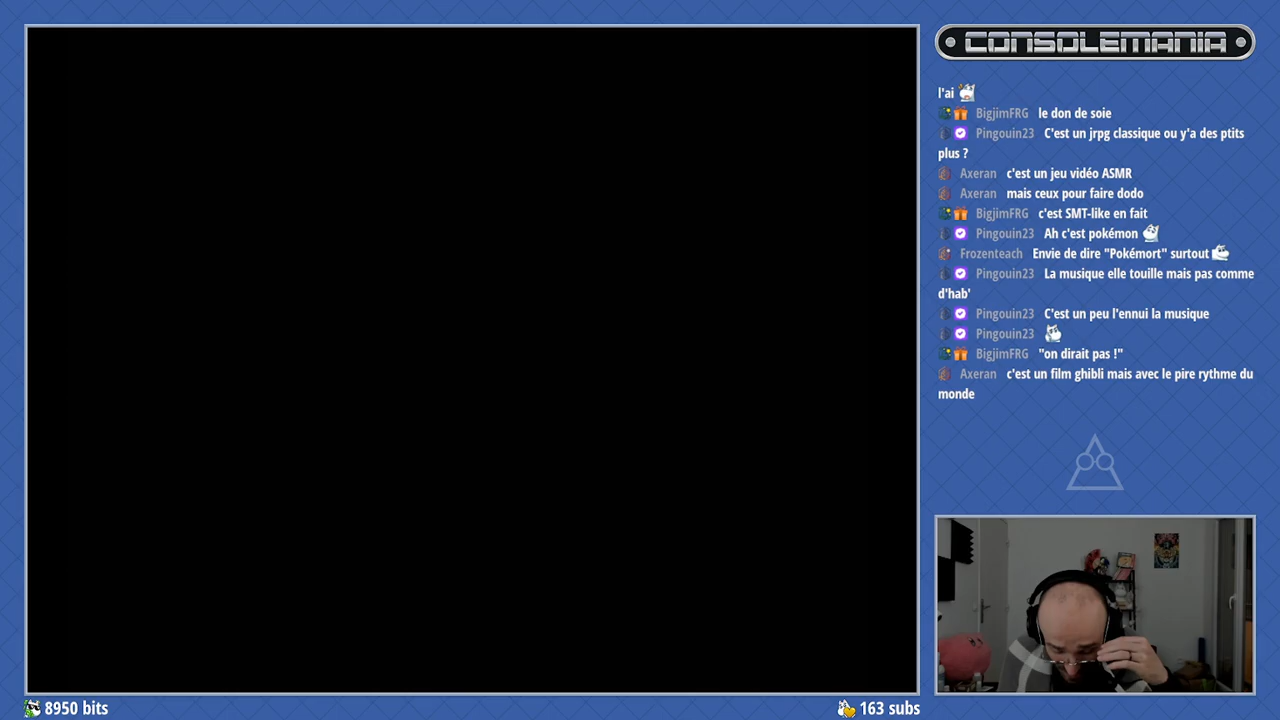 CONSOLEMANIA
l'ai
BigjimFRG le don de soie
Pingouin23 C'est un jrpg classique ou y'a des ptits
plus ?
Axeran c'est un jeu vidéo ASMR
Axeran mais ceux pour faire dodo
BigjimFRG c'est SMT-like en fait
Pingouin23 Ah c'est pokémon
Frozenteach Envie de dire "Pokémort" surtout
Pingouin23 La musique elle touille mais pas comme
d'hab'
Pingouin23 C'est un peu l'ennui la musique
Pingouin23
BigjimFRG "on dirait pas !"
Axeran c'est un film ghibli mais avec le pire rythme du
monde
8950 bits
163 subs